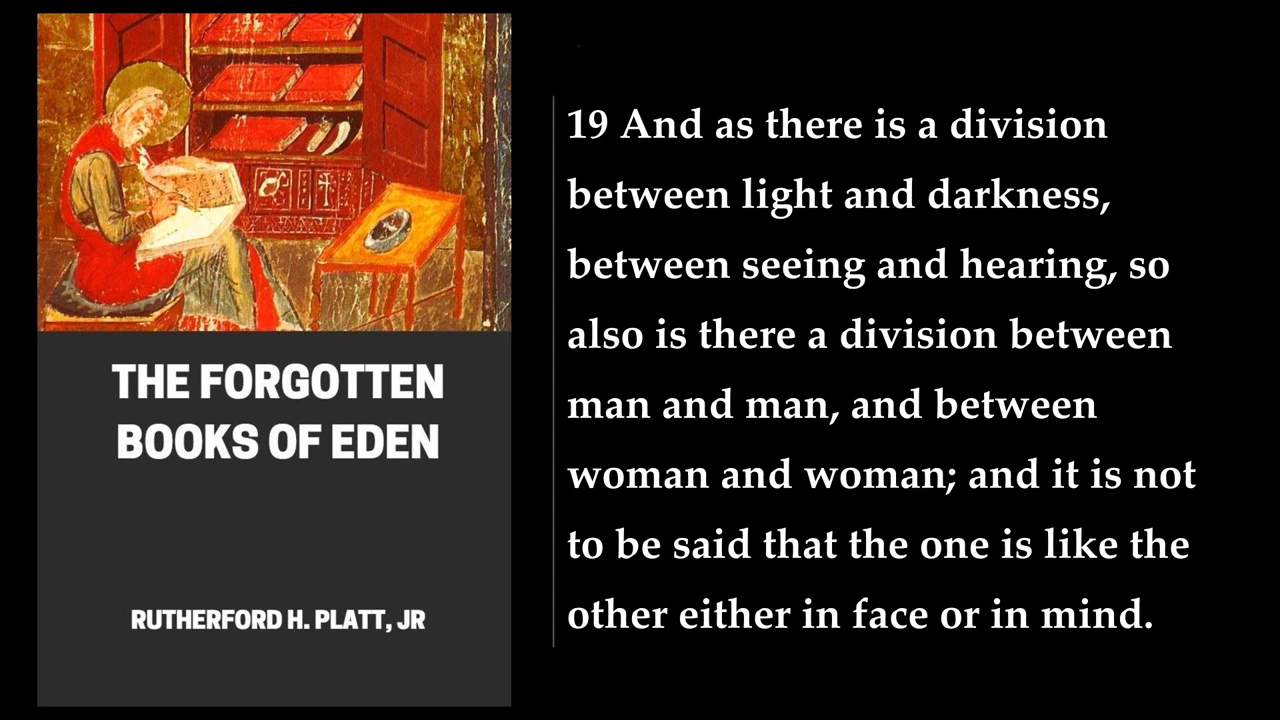 THE FORGOTTEN
BOOKS OF EDEN
RUTHERFORD H. PLATT, JR
19 And as there is a division
between light and darkness,
between seeing and hearing, so
also is there a division between
man and man, and between
woman and woman; and it is not
to be said that the one is like the
other either in face or in mind.